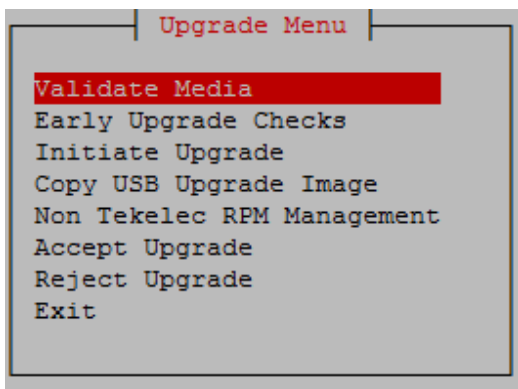 Upgrade Menu
Validate Media
Early Upgrade Checks
Initiate Upgrade
Copy USB Upgrade Image
Non Tekelec RPM Management
Accept Upgrade
Reject Upgrade
Exit